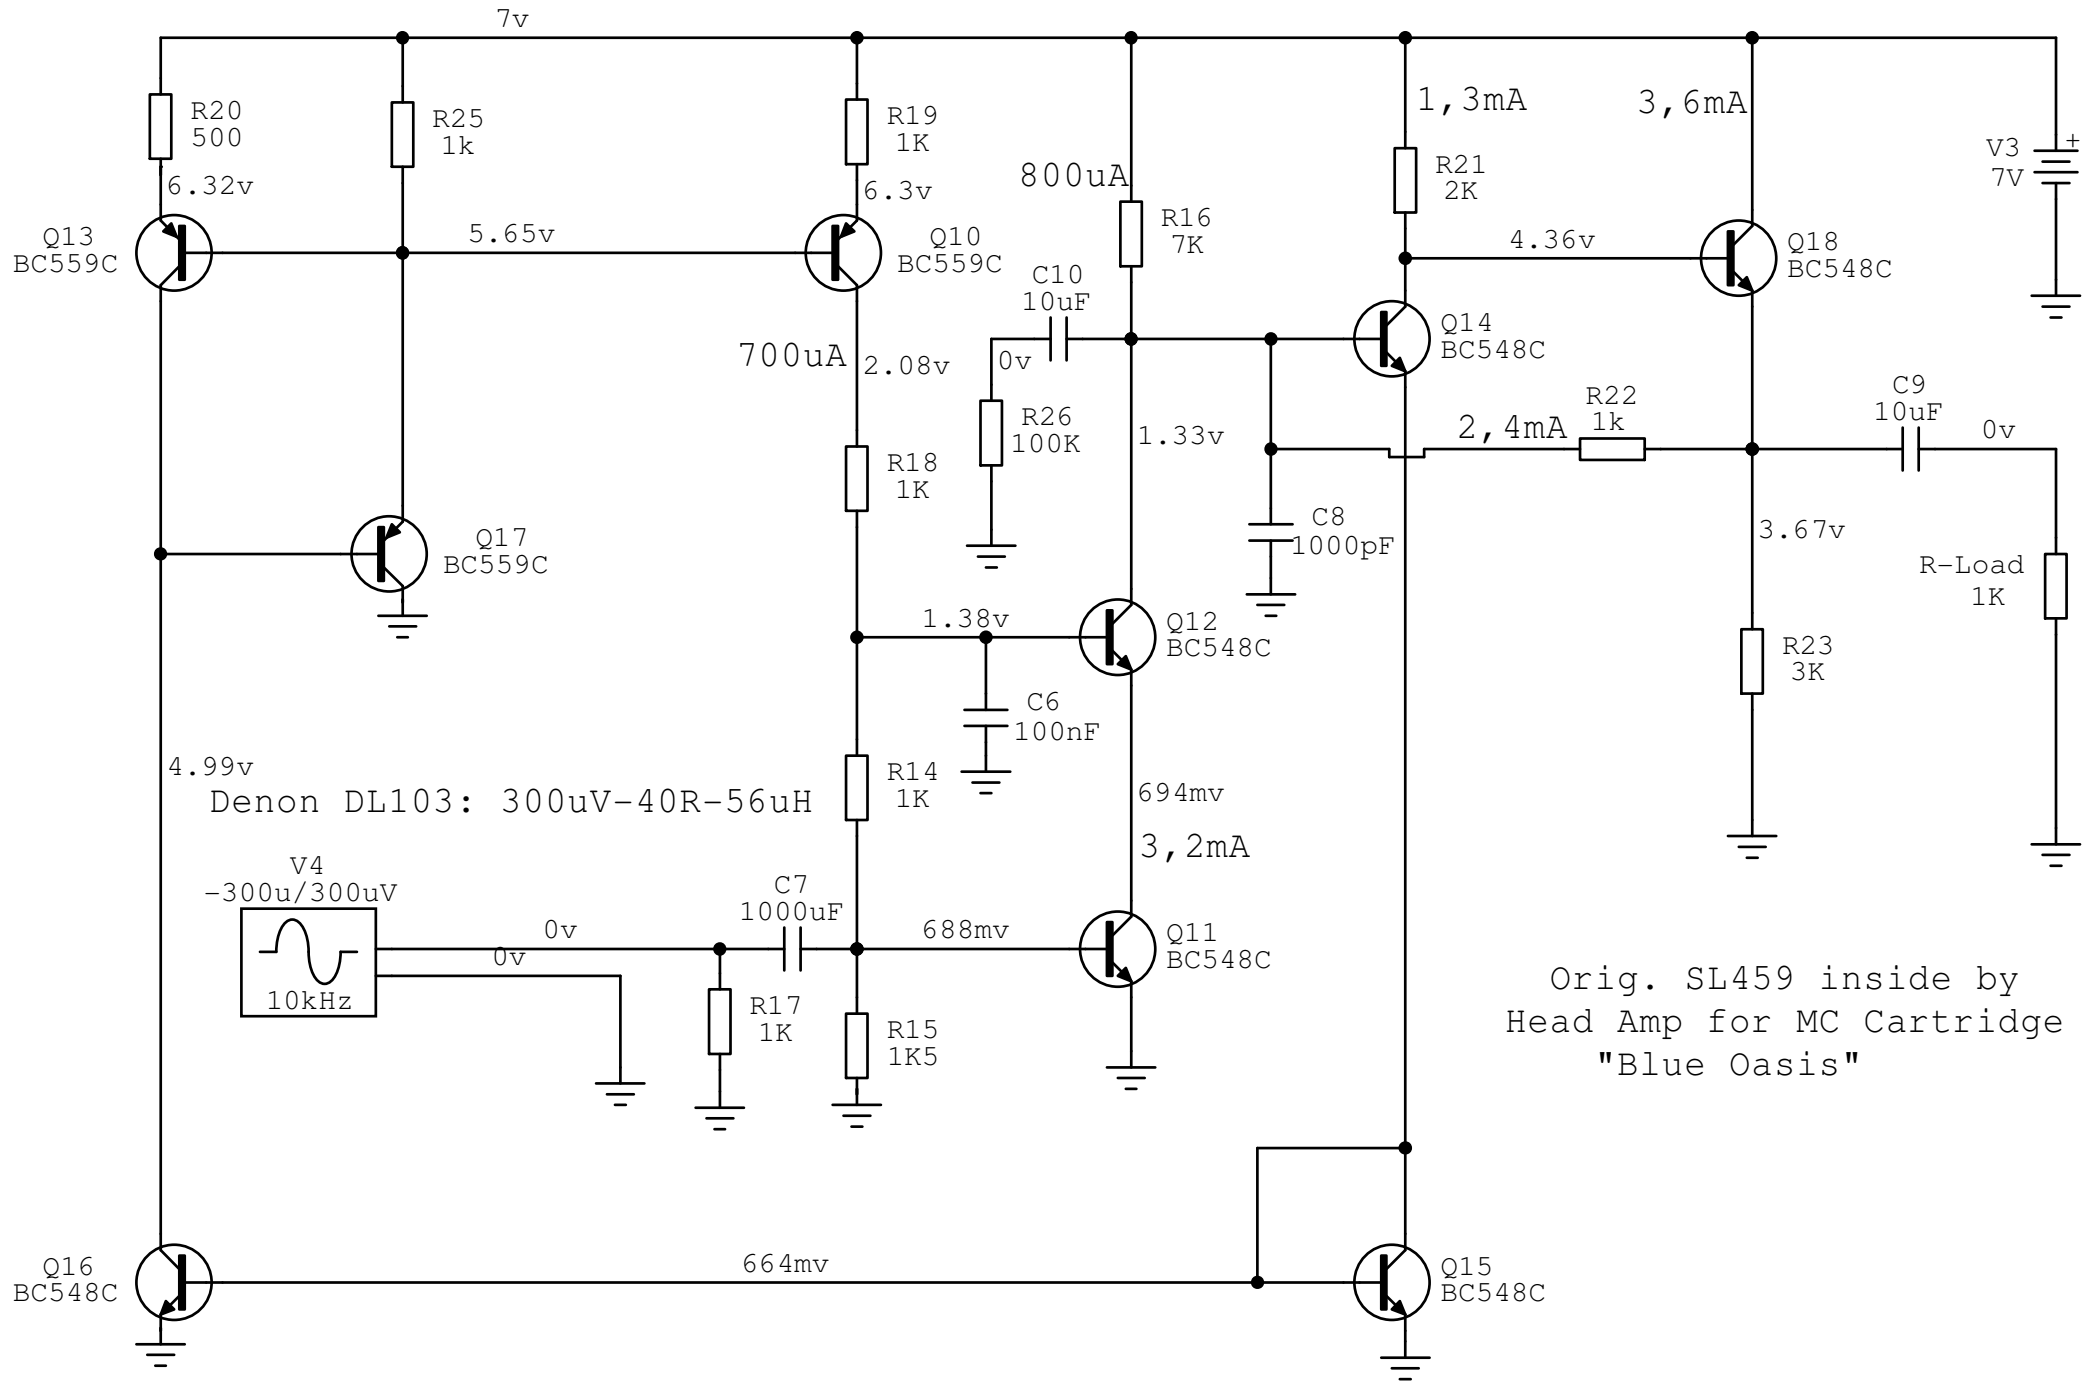 7v
R20
500
6.32v
Q13
BC559C
R25
1k
5.65v
R19
1K
6.3v
Q10
BC559C
700uA
2.08v
800uA
R16
7K
C10
10uF
0v
R26
100K
1.33v
1,3mA
R21
2K
4.36v
Q14
BC548C
3,6mA
Q18
BC548C
V3
7V
+
R22
1k
2,4mA
C9
10uF
0v
C8
1000pF
3.67v
R-Load
1K
R23
3K
R18
1K
Q17
BC559C
1.38v
Q12
BC548C
C6
100nF
4.99v
Denon DL103: 300uV-40R-56uH
R14
1K
694mv
3,2mA
V4
-300u/300uV
10kHz
0v
0v
C7
1000uF
688mv
Q11
BC548C
R17
1K
R15
1K5
Orig. SL459 inside by
Head Amp for MC Cartridge
"Blue Oasis"
Q16
BC548C
664mv
Q15
BC548C